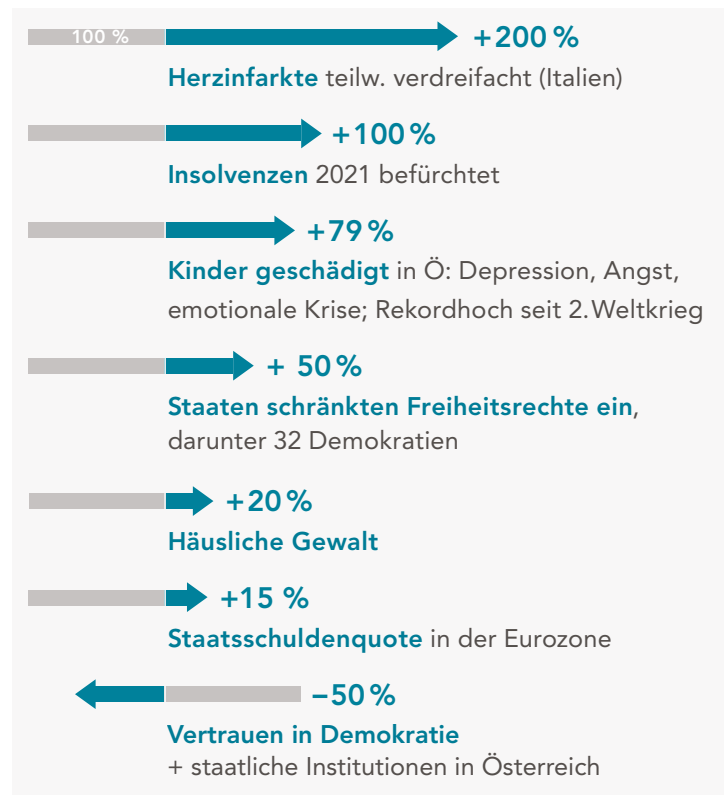 100 % +200 %
Herzinfarkte teilw. verdreifacht (Italien)
+100 %
Insolvenzen 2021 befürchtet
+79 %
Kinder geschädigt in Ö: Depression, Angst,
emotionale Krise; Rekordhoch seit 2. Weltkrieg
+ 50 %
Staaten schränkten Freiheitsrechte ein,
darunter 32 Demokratien
+20 %
Häusliche Gewalt
+15 %
Staatsschuldenquote in der Eurozone
–50 %
Vertrauen in Demokratie
+ staatliche Institutionen in Österreich